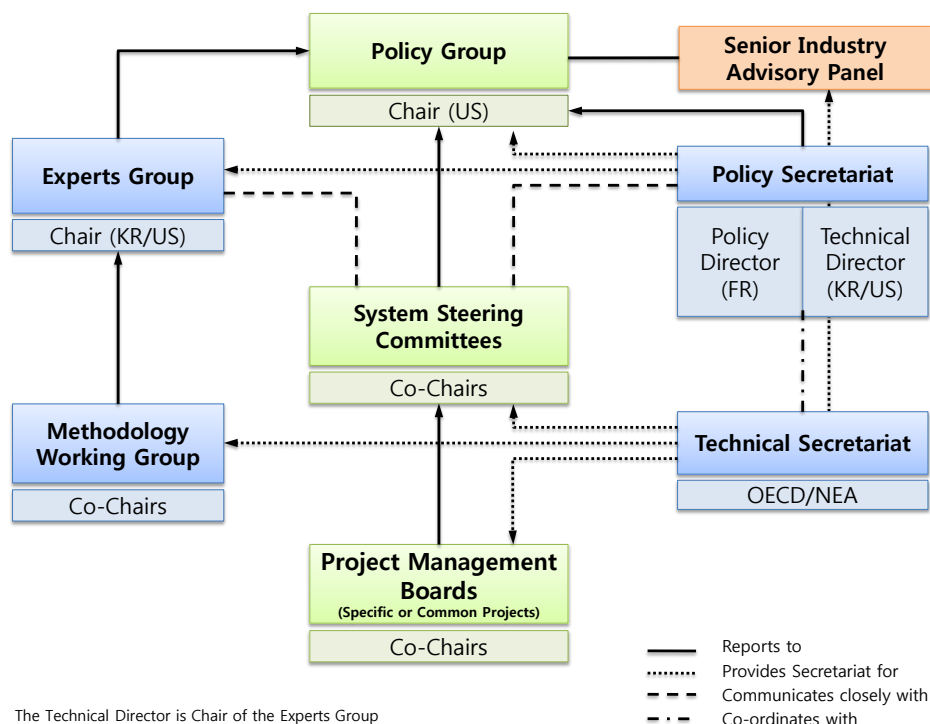 Policy Group
Chair (US)
Senior Industry
Advisory Panel
Experts Group
Chair (KR/US)
Policy Secretariat
Policy
Director
(FR)
Technical
Director
(KR/US)
System Steering
Committees
Co-Chairs
Methodology
Working Group
Co-Chairs
Technical Secretariat
OECD/NEA
Project Management
Boards
(Specific or Common Projects)
Co-Chairs
Reports to
Provides Secretariat for
Communicates closely with
Co-ordinates with
The Technical Director is Chair of the Experts Group